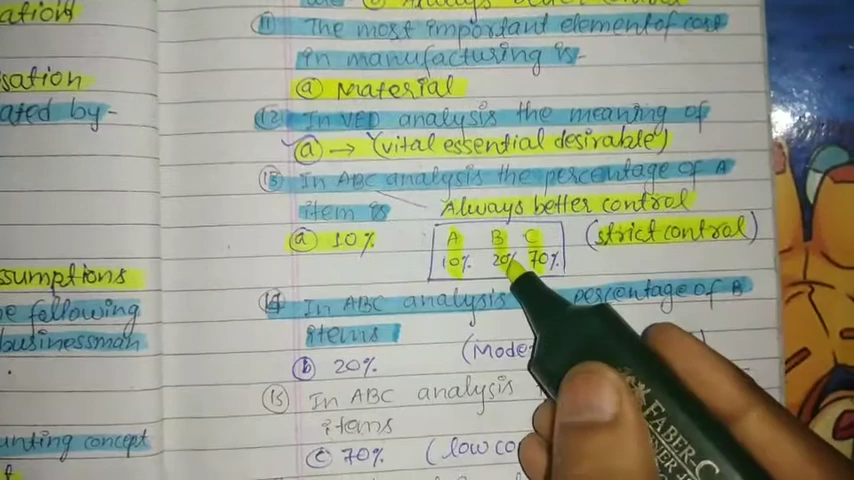 ation
sation
ated by-
sumptions
following
businessman
unting concept
(11) The most important element of cost
in manufacturing is-
(a) Material
(12) In VED analysis the meaning of
(a) → (vital essential desirable)
(13) In ABC analysis the percentage of A
item is Always better control
(a) 10% A B C (strict control)
10% 20% 70%
(14) In ABC analysis percentage of B
items
(b) 20%
(15) In ABC analysis
items
(c) 70% (low
FABER-C